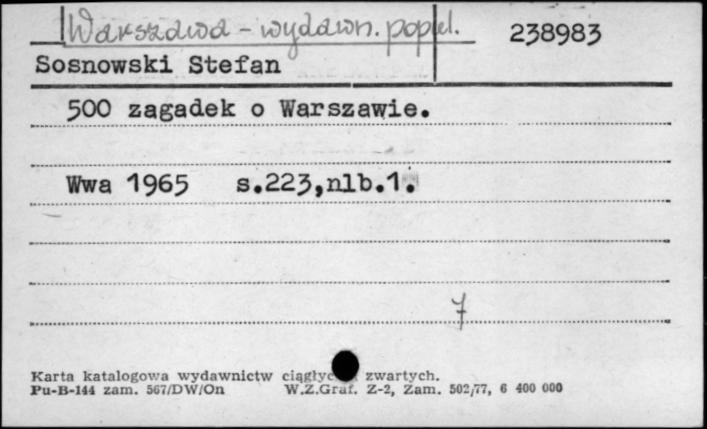 Warszawa - wydawn. popul. 238983
Sosnowski Stefan
500 zagadek o Warszawie.
Wwa 1965 s.223,nlb.1.
7
Karta katalogowa wydawnictw zwartych.
Pu-B-144 zam. 567/DW/On W.Z.Graf. Z-2, Zam. 502/77, 6 400 000